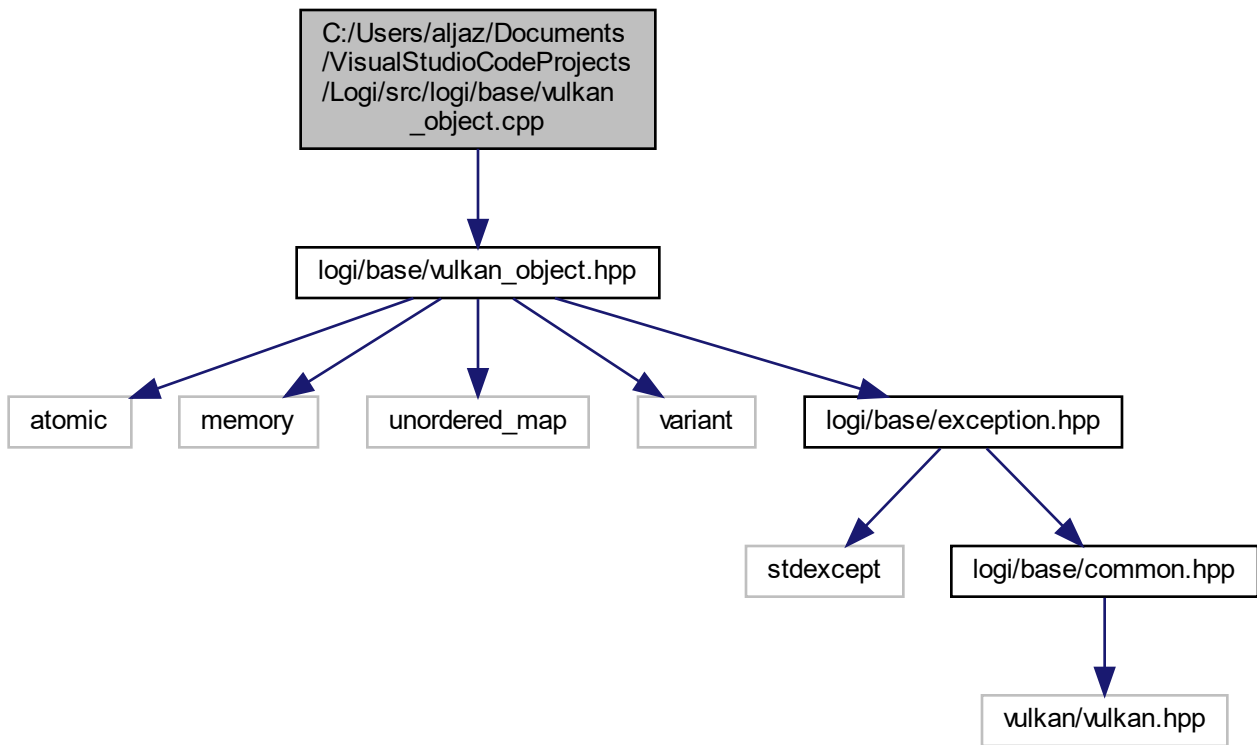 C:/Users/aljaz/Documents
/VisualStudioCodeProjects
/Logi/src/logi/base/vulkan
_object.cpp
logi/base/vulkan_object.hpp
atomic
memory
unordered_map
variant
logi/base/exception.hpp
stdexcept
logi/base/common.hpp
vulkan/vulkan.hpp